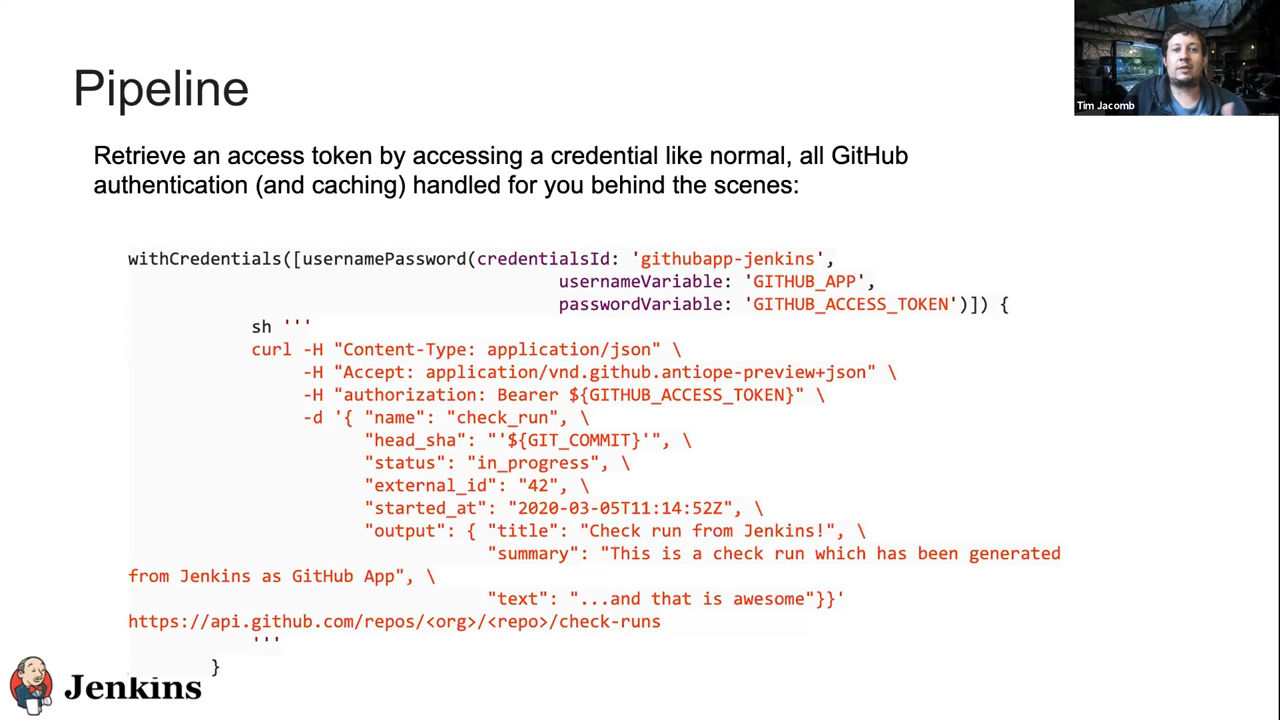 Tim Jacomb
Pipeline
Retrieve an access token by accessing a credential like normal, all GitHub
authentication (and caching) handled for you behind the scenes:
withCredentials([usernamePassword(credentialsId: 'githubapp-jenkins',
usernameVariable: 'GITHUB_APP',
passwordVariable: 'GITHUB_ACCESS_TOKEN')]) {
sh '''
curl -H "Content-Type: application/json" \
-H "Accept: application/vnd.github.antiope-preview+json" \
-H "authorization: Bearer ${GITHUB_ACCESS_TOKEN}" \
-d '{ "name": "check_run", \
"head_sha": "'${GIT_COMMIT}'", \
"status": "in_progress", \
"external_id": "42", \
"started_at": "2020-03-05T11:14:52Z", \
"output": { "title": "Check run from Jenkins!", \
"summary": "This is a check run which has been generated
from Jenkins as GitHub App", \
"text": "...and that is awesome"}}'
https://api.github.com/repos/<org>/<repo>/check-runs
'''
}
Jenkins